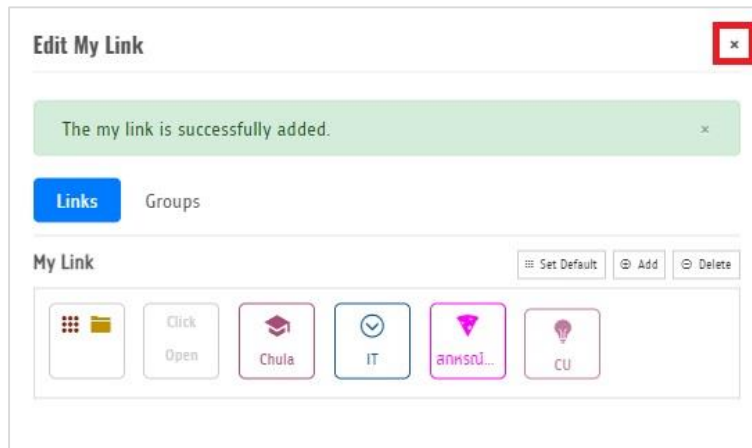 Edit My Link
×
The my link is successfully added.
×
Links Groups
My Link
Set Default
Add
Delete
Click
Open
Chula
IT
สหกรณ์...
CU